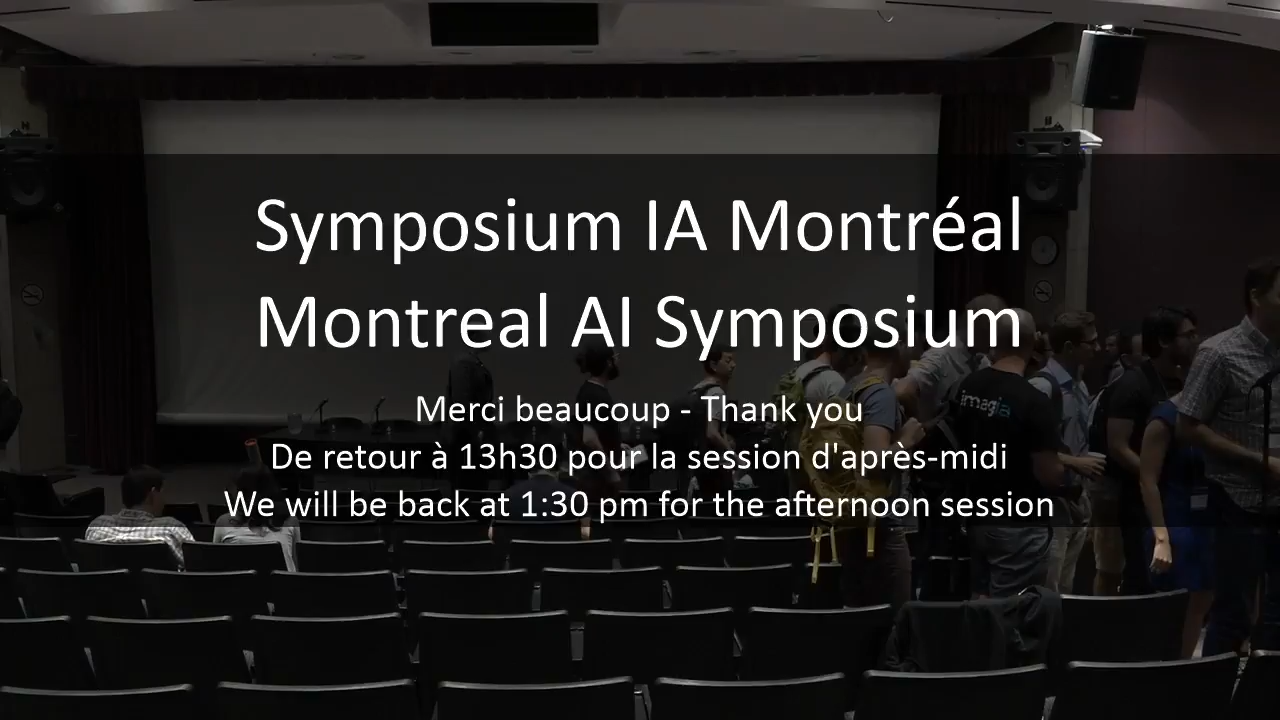 Symposium IA Montréal
Montreal AI Symposium
Merci beaucoup - Thank you
De retour à 13h30 pour la session d'après-midi
We will be back at 1:30 pm for the afternoon session
imagia